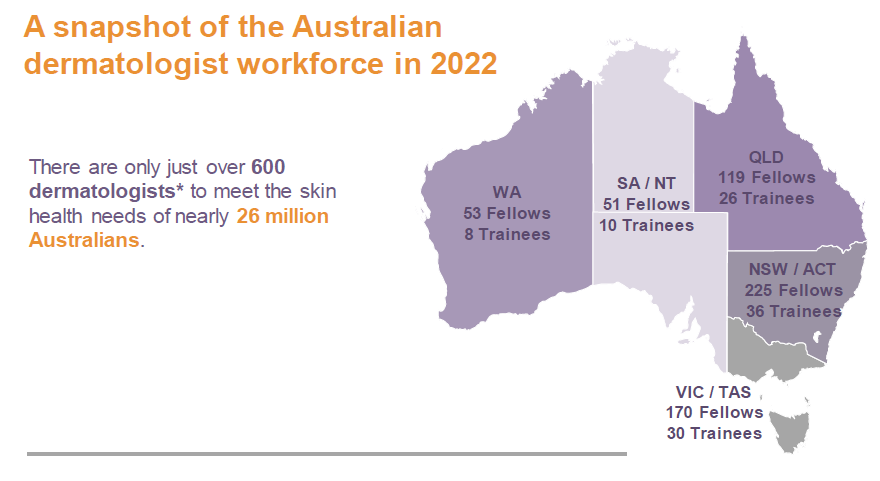 A snapshot of the Australian
dermatologist workforce in 2022
There are only just over 600
dermatologists* to meet the skin
health needs of nearly 26 million
Australians.
WA
53 Fellows
8 Trainees
SA / NT
51 Fellows
10 Trainees
QLD
119 Fellows
26 Trainees
NSW / ACT
225 Fellows
36 Trainees
VIC / TAS
170 Fellows
30 Trainees